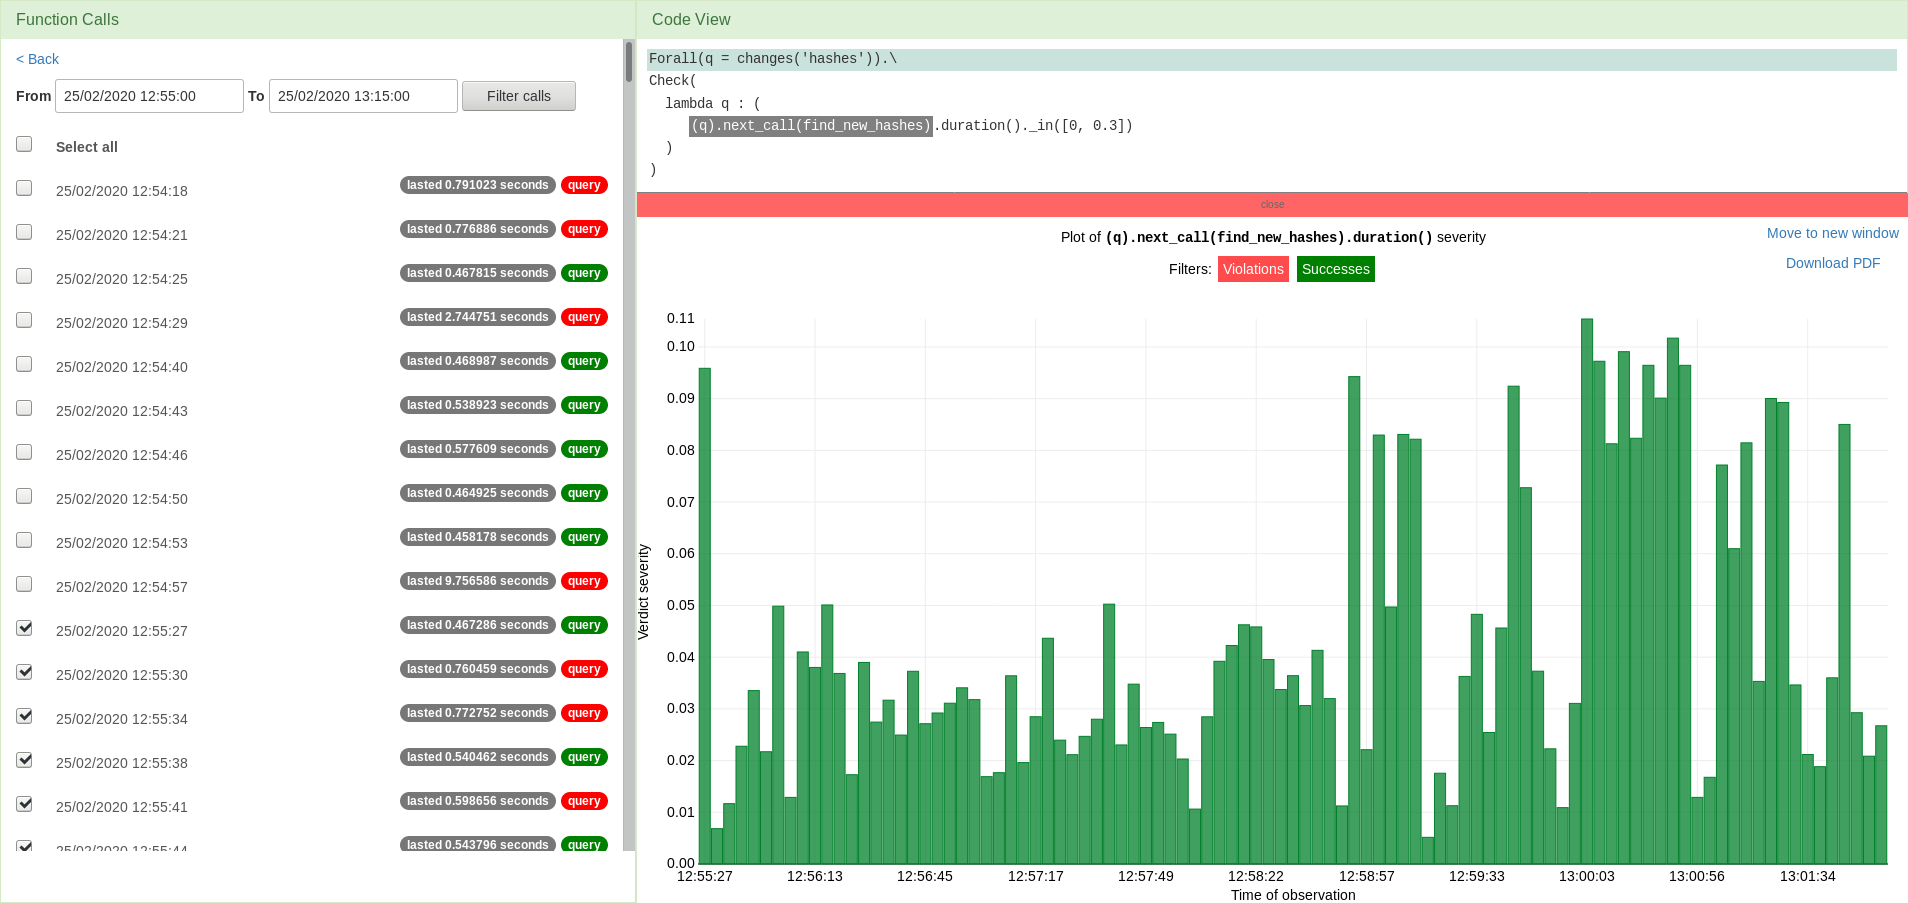 Function Calls
< Back
From 25/02/2020 12:55:00 To 25/02/2020 13:15:00 Filter calls
Select all
25/02/2020 12:54:18 lasted 0.791023 seconds query
25/02/2020 12:54:21 lasted 0.776886 seconds query
25/02/2020 12:54:25 lasted 0.467815 seconds query
25/02/2020 12:54:29 lasted 2.744751 seconds query
25/02/2020 12:54:40 lasted 0.468987 seconds query
25/02/2020 12:54:43 lasted 0.538923 seconds query
25/02/2020 12:54:46 lasted 0.577609 seconds query
25/02/2020 12:54:50 lasted 0.464925 seconds query
25/02/2020 12:54:53 lasted 0.458178 seconds query
25/02/2020 12:54:57 lasted 9.756586 seconds query
25/02/2020 12:55:27 lasted 0.467286 seconds query
25/02/2020 12:55:30 lasted 0.760459 seconds query
25/02/2020 12:55:34 lasted 0.772752 seconds query
25/02/2020 12:55:38 lasted 0.540462 seconds query
25/02/2020 12:55:41 lasted 0.598656 seconds query
25/02/2020 12:55:44 lasted 0.543796 seconds query
Code View
Forall(q = changes('hashes')).\
Check(
lambda q : (
(q).next_call(find_new_hashes).duration()._in([0, 0.3])
)
)
close
Plot of (q).next_call(find_new_hashes).duration() severity
Move to new window
Filters: Violations Successes
Download PDF
0.11
0.10
0.09
0.08
0.07
0.06
0.05
0.04
0.03
0.02
0.01
0.00
Verdict severity
12:55:27 12:56:13 12:56:45 12:57:17 12:57:49 12:58:22 12:58:57 12:59:33 13:00:03 13:00:56 13:01:34
Time of observation